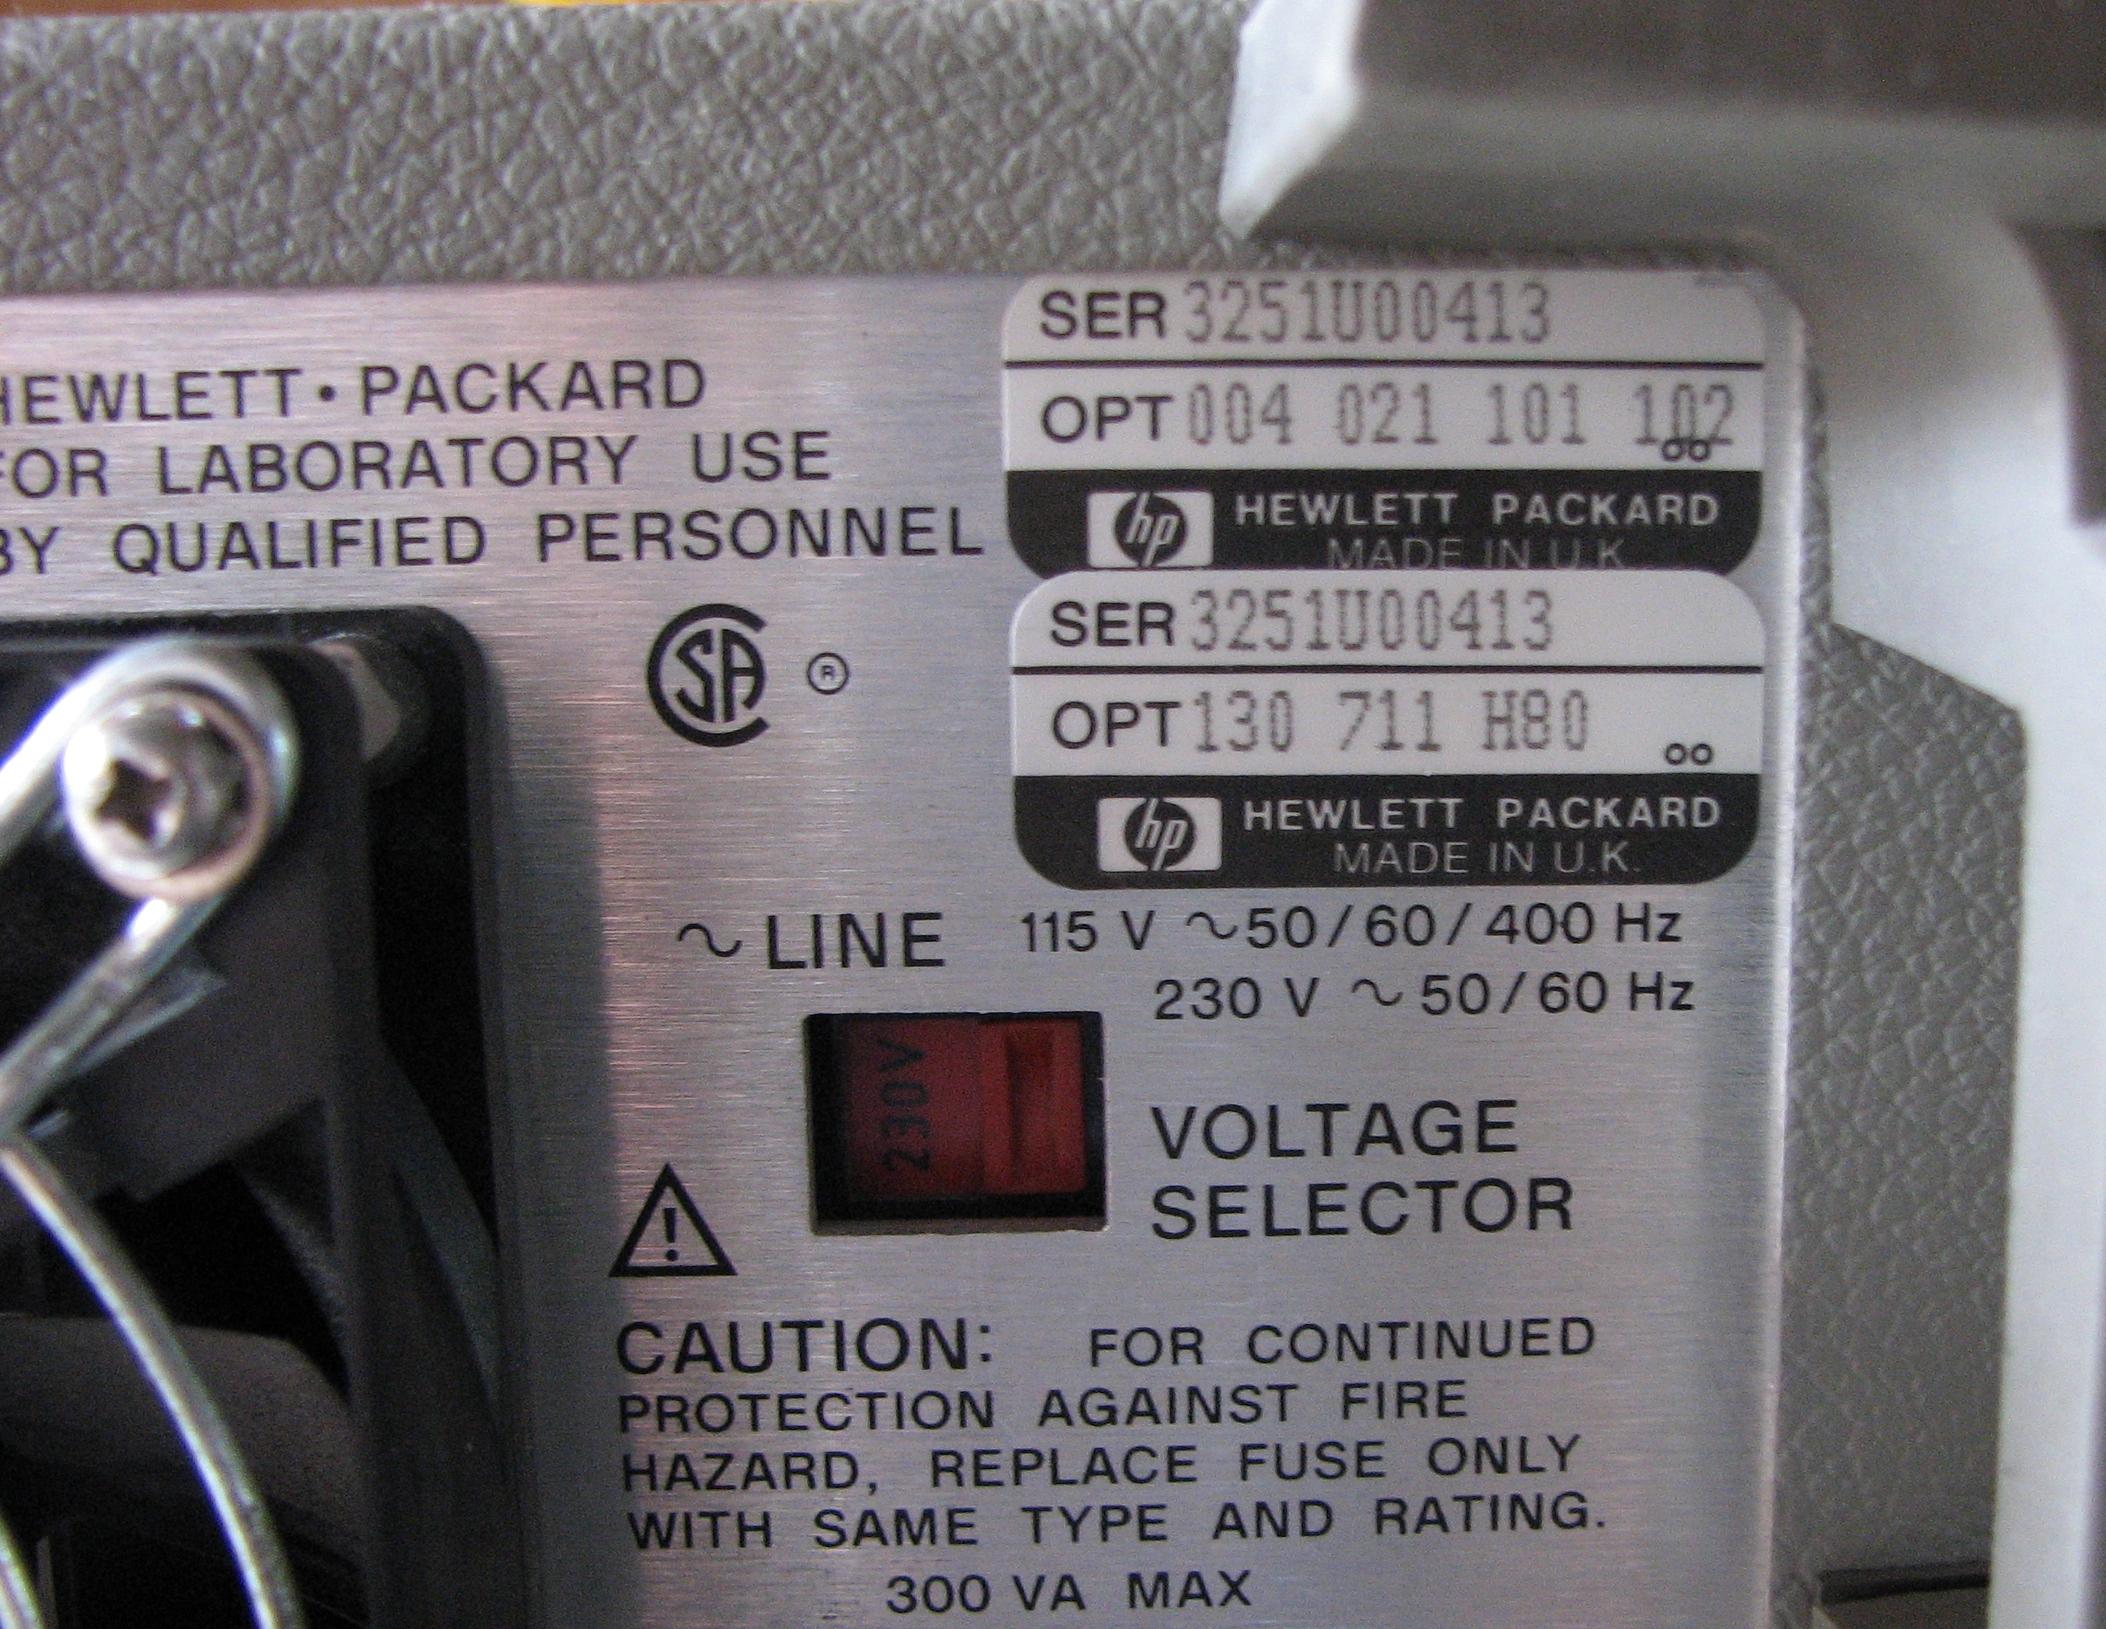 HEWLETT • PACKARD
FOR LABORATORY USE
BY QUALIFIED PERSONNEL
SER 3251U00413
OPT 004 021 101 102
hp HEWLETT PACKARD
MADE IN U.K.
SER 3251U00413
OPT 130 711 H80
hp HEWLETT PACKARD
MADE IN U.K.
SA ®
~ LINE 115 V ~ 50/60/400 Hz
230 V ~ 50/60 Hz
230V
VOLTAGE
SELECTOR
!
CAUTION: FOR CONTINUED
PROTECTION AGAINST FIRE
HAZARD, REPLACE FUSE ONLY
WITH SAME TYPE AND RATING.
300 VA MAX